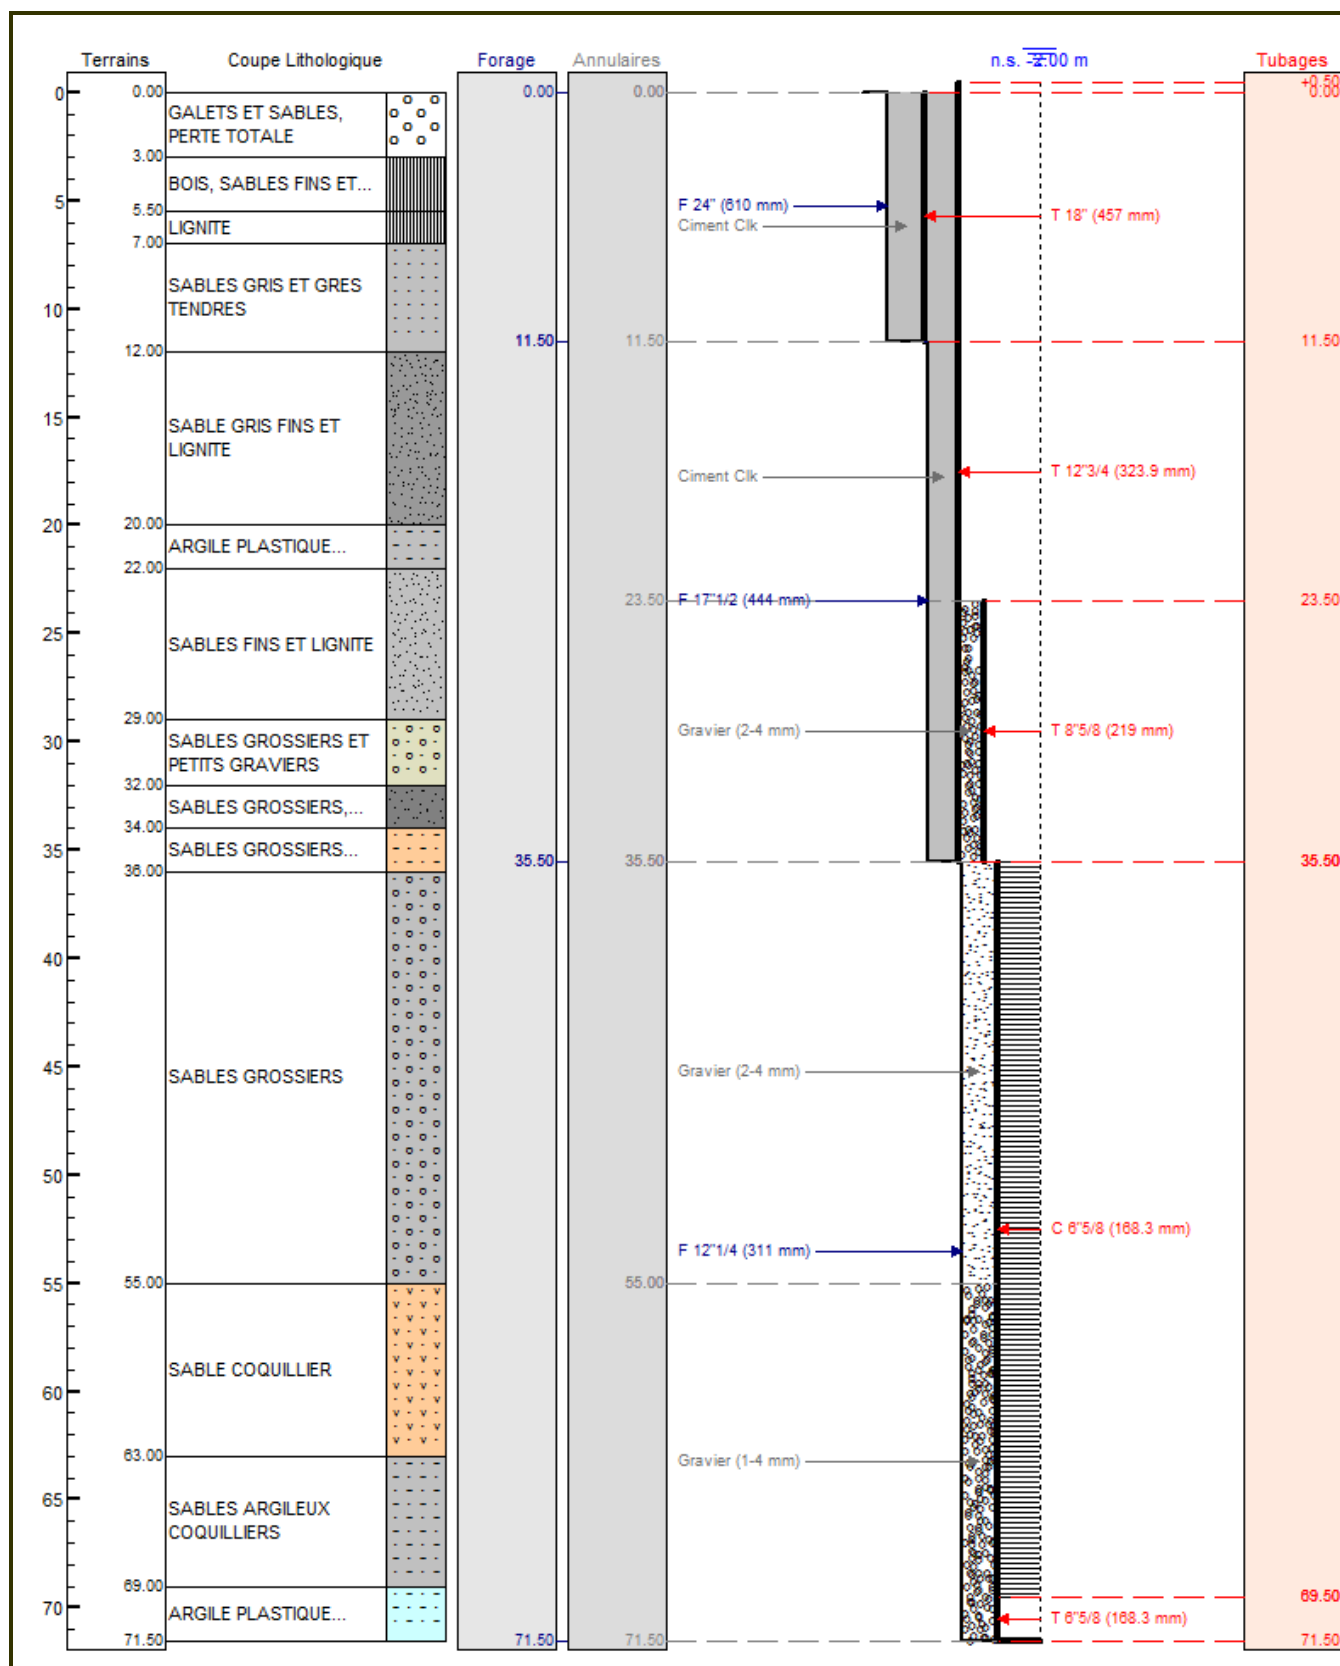 Terrains
Coupe Lithologique
Forage
Annulaires
n.s. -2.00 m
Tubages
0
5
10
15
20
25
30
35
40
45
50
55
60
65
70
0.00
3.00
5.50
7.00
12.00
20.00
22.00
29.00
32.00
34.00
36.00
55.00
63.00
69.00
71.50
GALETS ET SABLES,
PERTE TOTALE
BOIS, SABLES FINS ET...
LIGNITE
SABLES GRIS ET GRES
TENDRES
SABLE GRIS FINS ET
LIGNITE
ARGILE PLASTIQUE...
SABLES FINS ET LIGNITE
SABLES GROSSIERS ET
PETITS GRAVIERS
SABLES GROSSIERS,...
SABLES GROSSIERS...
SABLES GROSSIERS
SABLE COQUILLIER
SABLES ARGILEUX
COQUILLIERS
ARGILE PLASTIQUE...
0.00
11.50
35.50
71.50
0.00
11.50
23.50
35.50
55.00
71.50
F 24" (610 mm)
Ciment Clk
Ciment Clk
F 17"1/2 (444 mm)
Gravier (2-4 mm)
Gravier (2-4 mm)
F 12"1/4 (311 mm)
Gravier (1-4 mm)
T 18" (457 mm)
T 12"3/4 (323.9 mm)
T 8"5/8 (219 mm)
C 6"5/8 (168.3 mm)
T 6"5/8 (168.3 mm)
+0.50
0.00
11.50
23.50
35.50
69.50
71.50